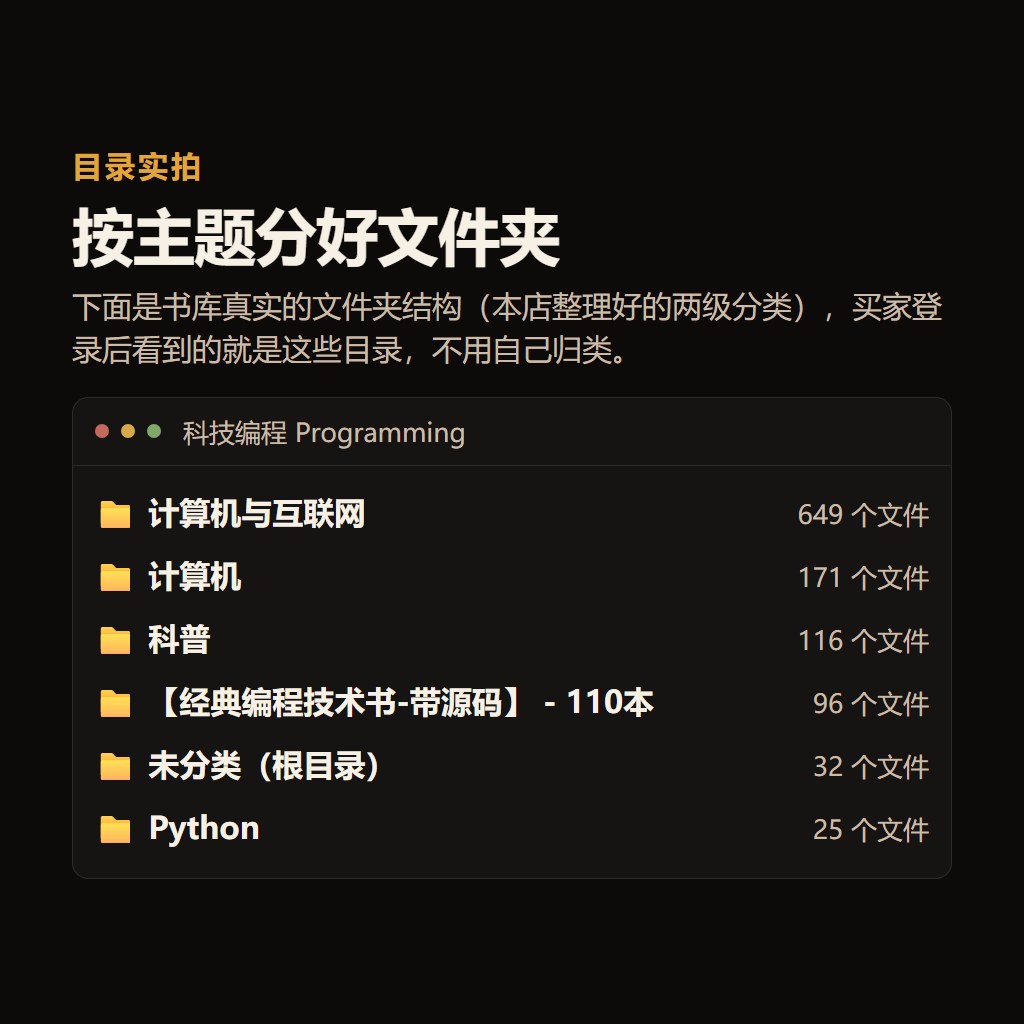 目录实拍
按主题分好文件夹
下面是书库真实的文件夹结构（本店整理好的两级分类），买家登
录后看到的就是这些目录，不用自己归类。
科技编程 Programming
计算机与互联网 649 个文件
计算机 171 个文件
科普 116 个文件
【经典编程技术书-带源码】 - 110本 96 个文件
未分类（根目录） 32 个文件
Python 25 个文件